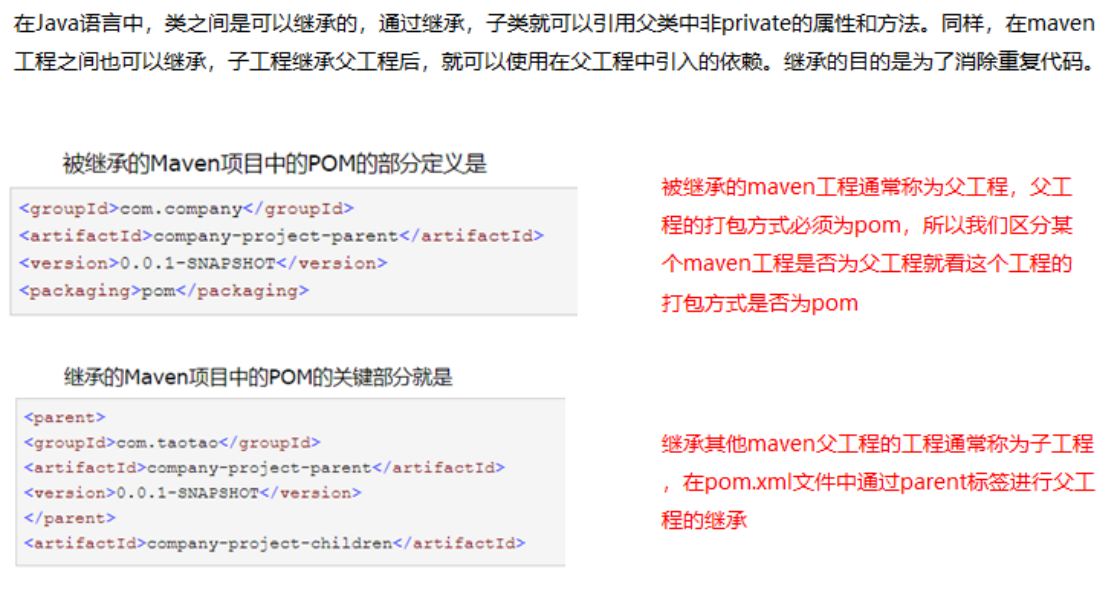 在Java语言中，类之间是可以继承的，通过继承，子类就可以引用父类中非private的属性和方法。同样，在maven
工程之间也可以继承，子工程继承父工程后，就可以使用在父工程中引入的依赖。继承的目的是为了消除重复代码。
被继承的Maven项目中的POM的部分定义是
<groupId>com.company</groupId>
<artifactId>company-project-parent</artifactId>
<version>0.0.1-SNAPSHOT</version>
<packaging>pom</packaging>
被继承的maven工程通常称为父工程，父工
程的打包方式必须为pom，所以我们区分某
个maven工程是否为父工程就看这个工程的
打包方式是否为pom
继承的Maven项目中的POM的关键部分就是
<parent>
<groupId>com.taotao</groupId>
<artifactId>company-project-parent</artifactId>
<version>0.0.1-SNAPSHOT</version>
</parent>
<artifactId>company-project-children</artifactId>
继承其他maven父工程的工程通常称为子工程
，在pom.xml文件中通过parent标签进行父工
程的继承